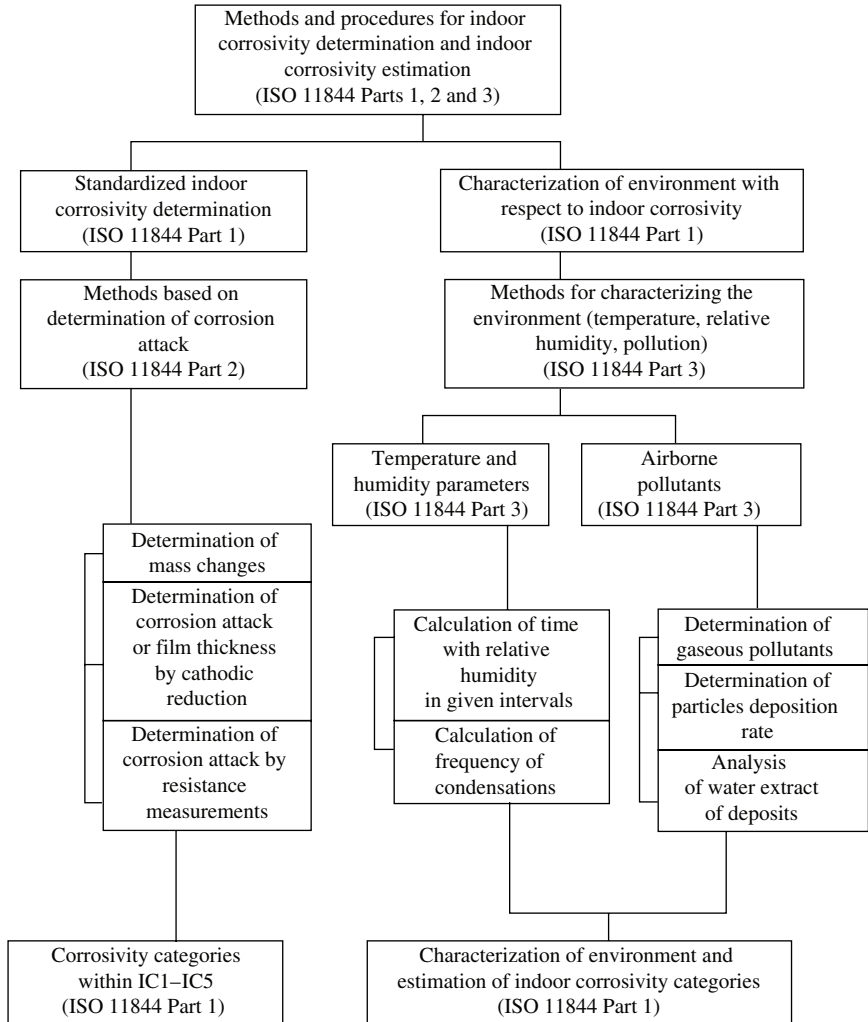 Methods and procedures for indoor
corrosivity determination and indoor
corrosivity estimation
(ISO 11844 Parts 1, 2 and 3)
Standardized indoor
corrosivity determination
(ISO 11844 Part 1)
Characterization of environment with
respect to indoor corrosivity
(ISO 11844 Part 1)
Methods based on
determination of corrosion
attack
(ISO 11844 Part 2)
Methods for characterizing the
environment (temperature, relative
humidity, pollution)
(ISO 11844 Part 3)
Temperature and
humidity parameters
(ISO 11844 Part 3)
Airborne
pollutants
(ISO 11844 Part 3)
Determination of
mass changes
Determination of
corrosion attack
or film thickness
by cathodic
reduction
Determination of
corrosion attack by
resistance
measurements
Calculation of time
with relative
humidity
in given intervals
Calculation of
frequency of
condensations
Determination of
gaseous pollutants
Determination of
particles deposition
rate
Analysis
of water extract
of deposits
Corrosivity categories
within IC1–IC5
(ISO 11844 Part 1)
Characterization of environment and
estimation of indoor corrosivity categories
(ISO 11844 Part 1)